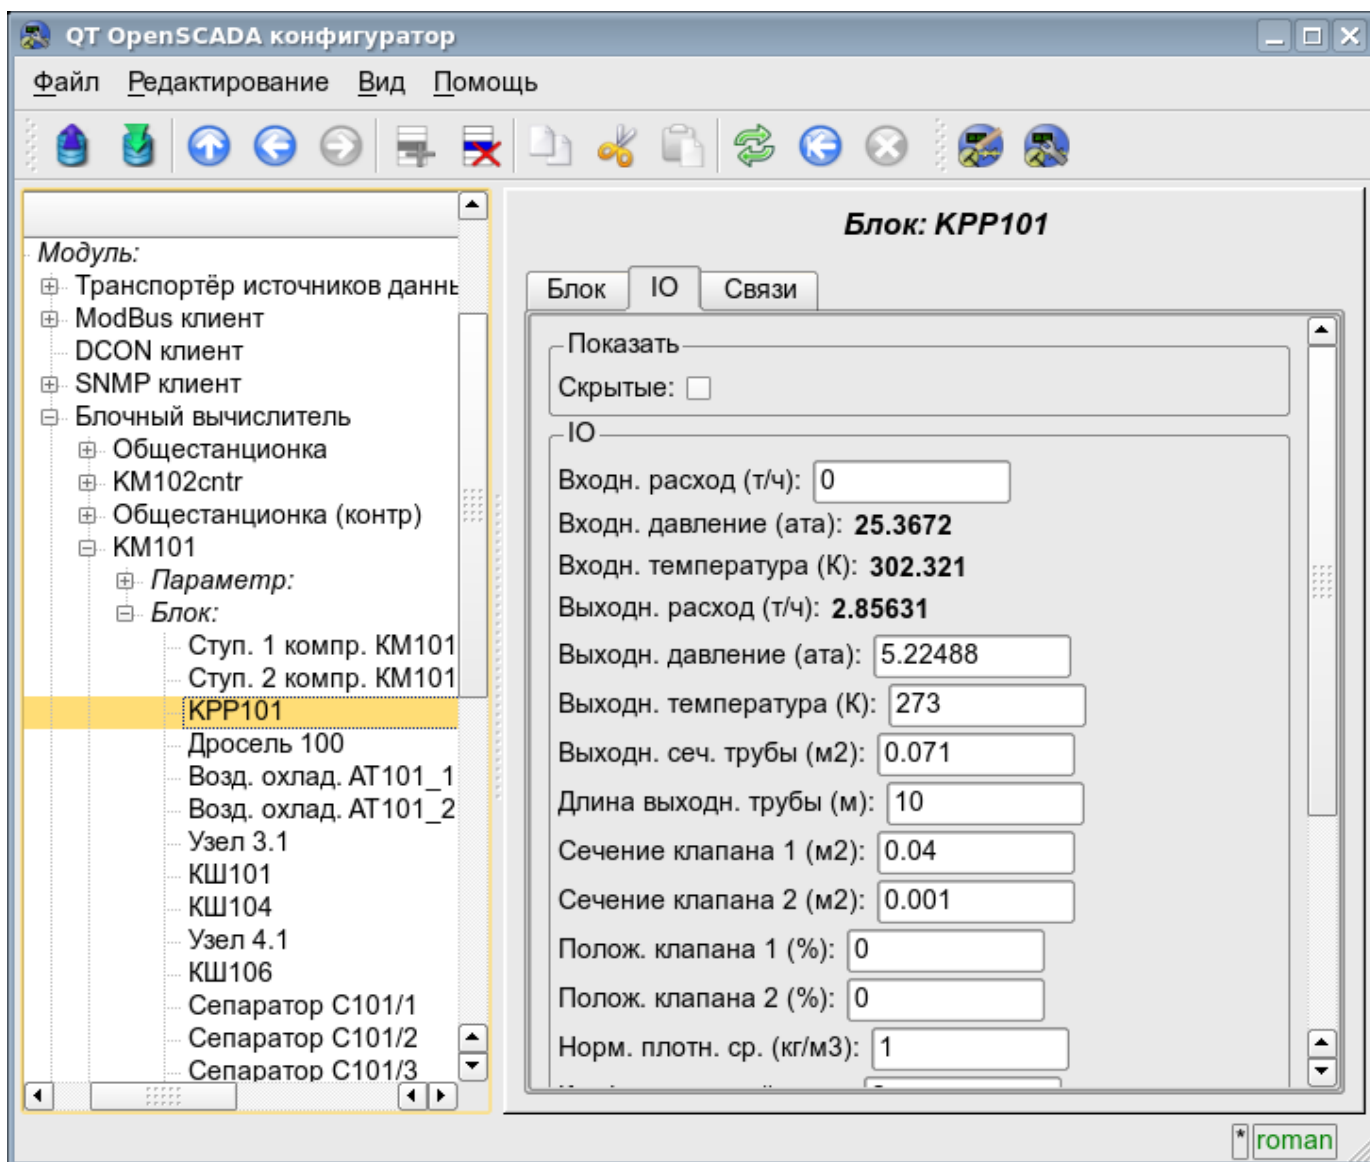 QT OpenSCADA конфигуратор
Файл Редактирование Вид Помощь
Модуль:
Транспортёр источников данны
ModBus клиент
DCON клиент
SNMP клиент
Блочный вычислитель
Общестанционка
KM102cntr
Общестанционка (контр)
KM101
Параметр:
Блок:
Ступ. 1 компр. КМ101
Ступ. 2 компр. КМ101
KPP101
Дросель 100
Возд. охлад. АТ101_1
Возд. охлад. АТ101_2
Узел 3.1
КШ101
КШ104
Узел 4.1
КШ106
Сепаратор С101/1
Сепаратор С101/2
Сепаратор С101/3
Блок: KPP101
Блок IO Связи
Показать
Скрытые:
IO
Входн. расход (т/ч): 0
Входн. давление (ата): 25.3672
Входн. температура (К): 302.321
Выходн. расход (т/ч): 2.85631
Выходн. давление (ата): 5.22488
Выходн. температура (К): 273
Выходн. сеч. трубы (м2): 0.071
Длина выходн. трубы (м): 10
Сечение клапана 1 (м2): 0.04
Сечение клапана 2 (м2): 0.001
Полож. клапана 1 (%): 0
Полож. клапана 2 (%): 0
Норм. плотн. ср. (кг/м3): 1
* roman